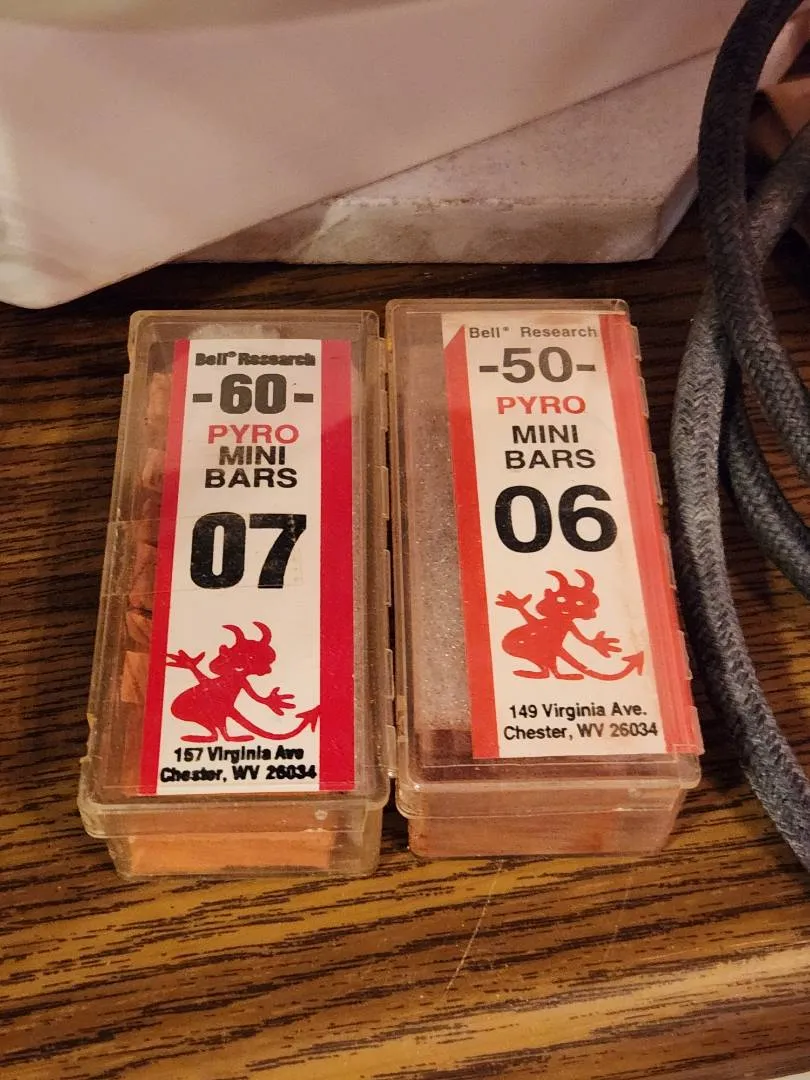 Bell® Research
-60-
PYRO
MINI
BARS
07
157 Virginia Ave
Chester, WV 26034
Bell® Research
-50-
PYRO
MINI
BARS
06
149 Virginia Ave.
Chester, WV 26034